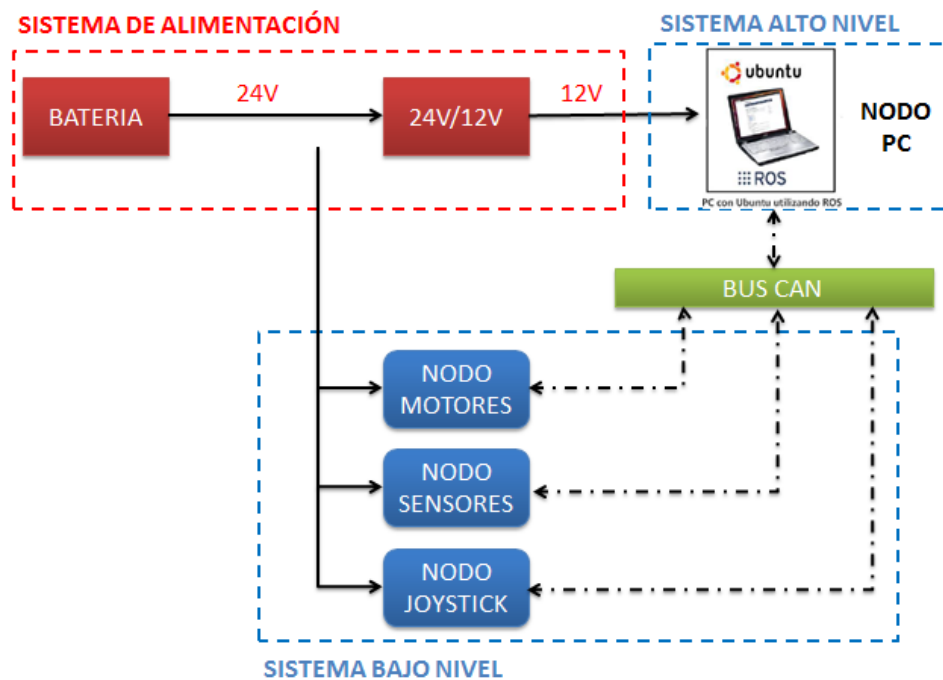 SISTEMA DE ALIMENTACIÓN
SISTEMA ALTO NIVEL
BATERIA
24V
24V/12V
12V
ubuntu
ROS
PC con Ubuntu utilizando ROS
NODO
PC
BUS CAN
NODO
MOTORES
NODO
SENSORES
NODO
JOYSTICK
SISTEMA BAJO NIVEL